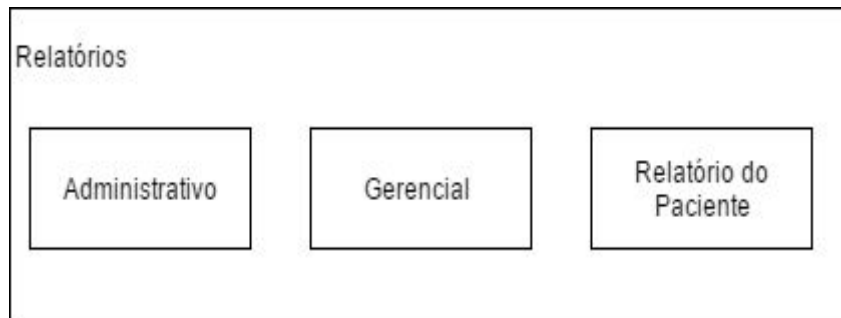 Relatórios
Administrativo
Gerencial
Relatório do
Paciente